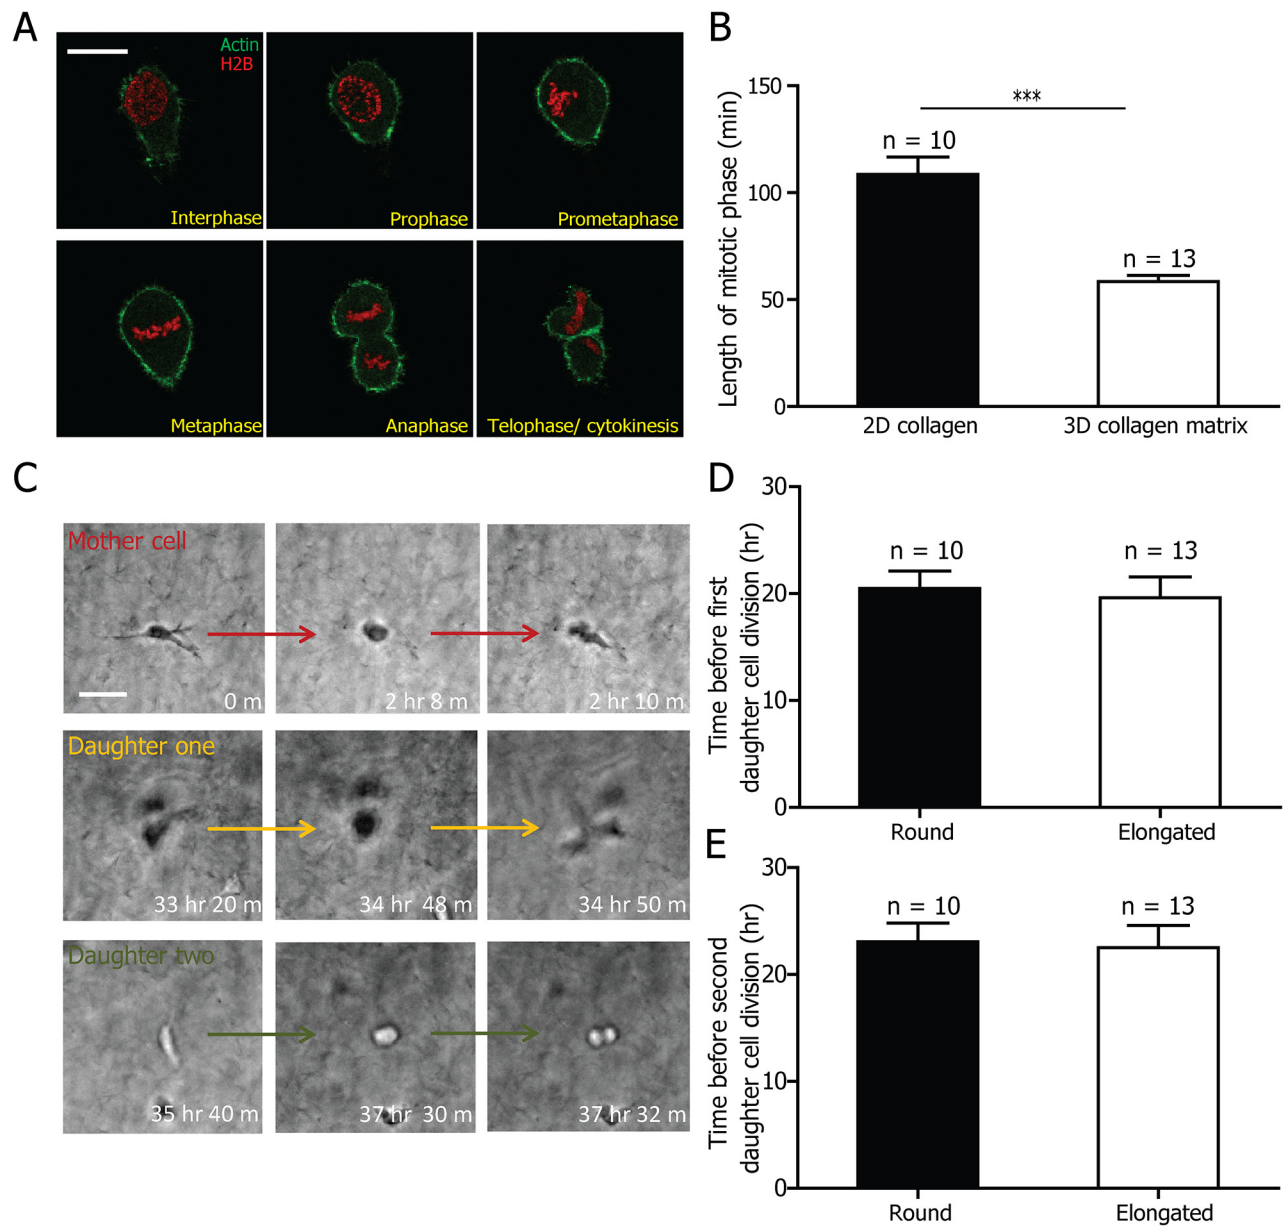 A
Actin
H2B
Interphase
Prophase
Prometaphase
Metaphase
Anaphase
Telophase/ cytokinesis
B
Length of mitotic phase (min)
150
100
50
0
***
n = 10
n = 13
2D collagen
3D collagen matrix
C
Mother cell
0 m
2 hr 8 m
2 hr 10 m
Daughter one
33 hr 20 m
34 hr 48 m
34 hr 50 m
Daughter two
35 hr 40 m
37 hr 30 m
37 hr 32 m
D
Time before first
daughter cell division (hr)
30
20
10
0
n = 10
n = 13
Round
Elongated
E
Time before second
daughter cell division (hr)
30
20
10
0
n = 10
n = 13
Round
Elongated